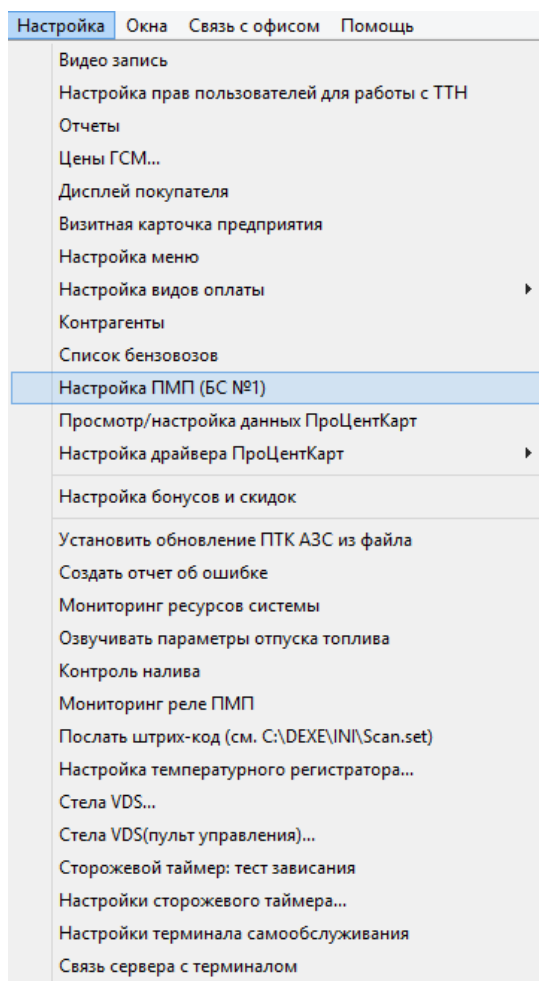 Настройка Окна Связь с офисом Помощь
Видео запись
Настройка прав пользователей для работы с ТТН
Отчеты
Цены ГСМ...
Дисплей покупателя
Визитная карточка предприятия
Настройка меню
Настройка видов оплаты
Контрагенты
Список бензовозов
Настройка ПМП (БС №1)
Просмотр/настройка данных ПроЦентКарт
Настройка драйвера ПроЦентКарт
Настройка бонусов и скидок
Установить обновление ПТК АЗС из файла
Создать отчет об ошибке
Мониторинг ресурсов системы
Озвучивать параметры отпуска топлива
Контроль налива
Мониторинг реле ПМП
Послать штрих-код (см. C:\DEXE\INI\Scan.set)
Настройка температурного регистратора...
Стела VDS...
Стела VDS(пульт управления)...
Сторожевой таймер: тест зависания
Настройки сторожевого таймера...
Настройки терминала самообслуживания
Связь сервера с терминалом